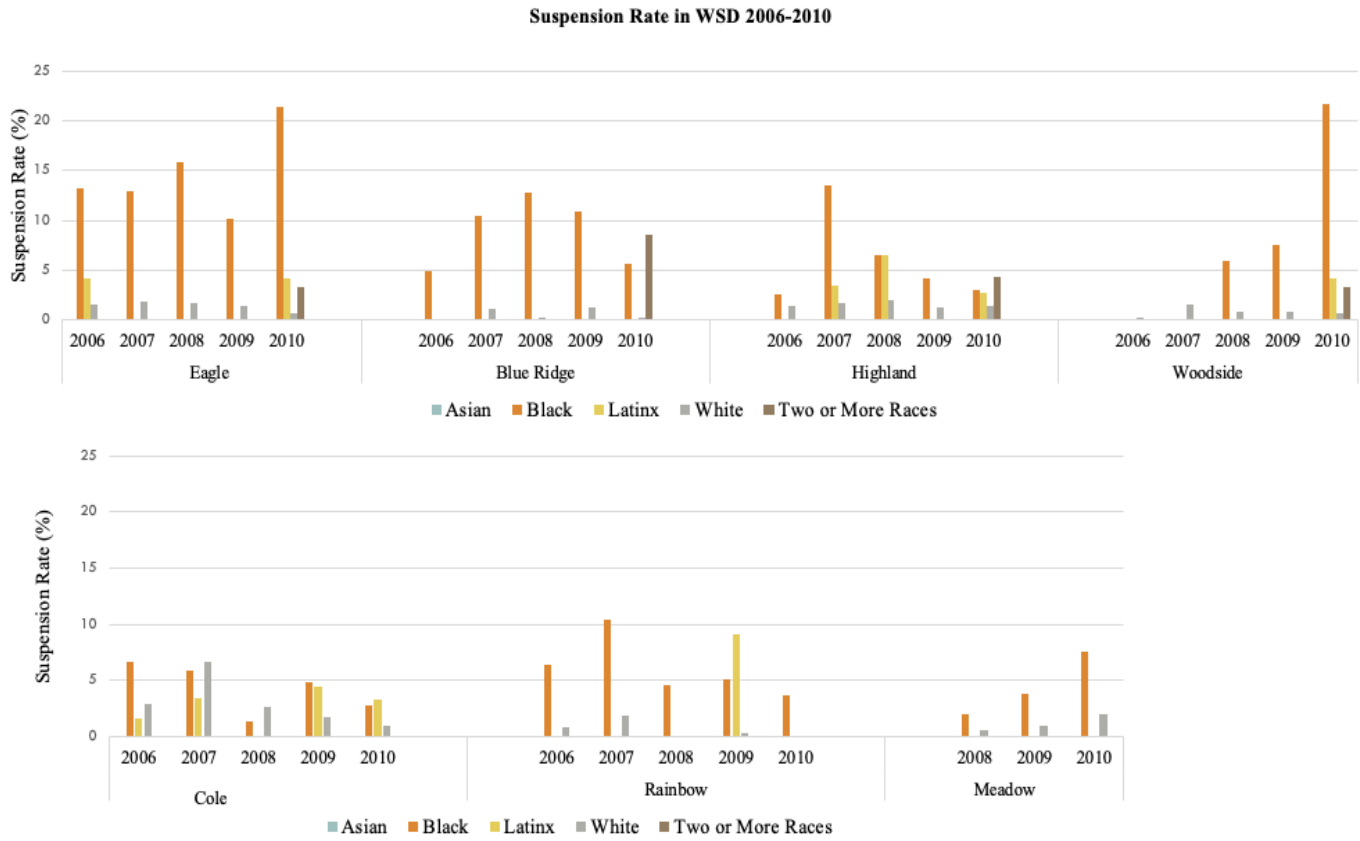 Suspension Rate in WSD 2006-2010
Suspension Rate (%)
25
20
15
10
5
0
2006 2007 2008 2009 2010 2006 2007 2008 2009 2010 2006 2007 2008 2009 2010 2006 2007 2008 2009 2010
Eagle Blue Ridge Highland Woodside
Asian Black Latinx White Two or More Races
Suspension Rate (%)
25
20
15
10
5
0
2006 2007 2008 2009 2010 2006 2007 2008 2009 2010 2008 2009 2010
Cole Rainbow Meadow
Asian Black Latinx White Two or More Races